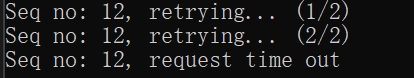 Seq no: 12, retrying... (1/2)
Seq no: 12, retrying... (2/2)
Seq no: 12, request time out